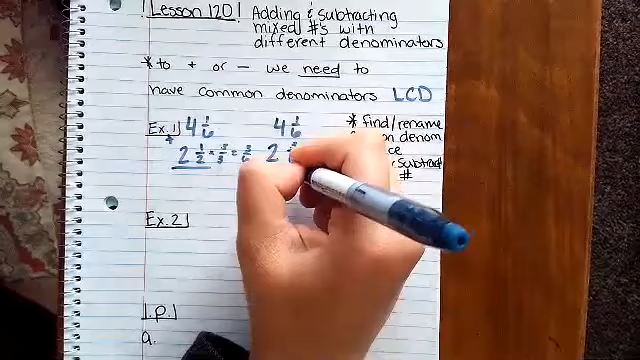 Lesson 120! Adding & subtracting
mixed #'s with
different denominators
*to + or - we need to
have common denominators LCD
Ex. 1 4 1/6 4 1/6
+ 2 1/2 × 3/3 = 3/6 2
* find/rename
denom
subtract
#
Ex. 2
L.P.
a.